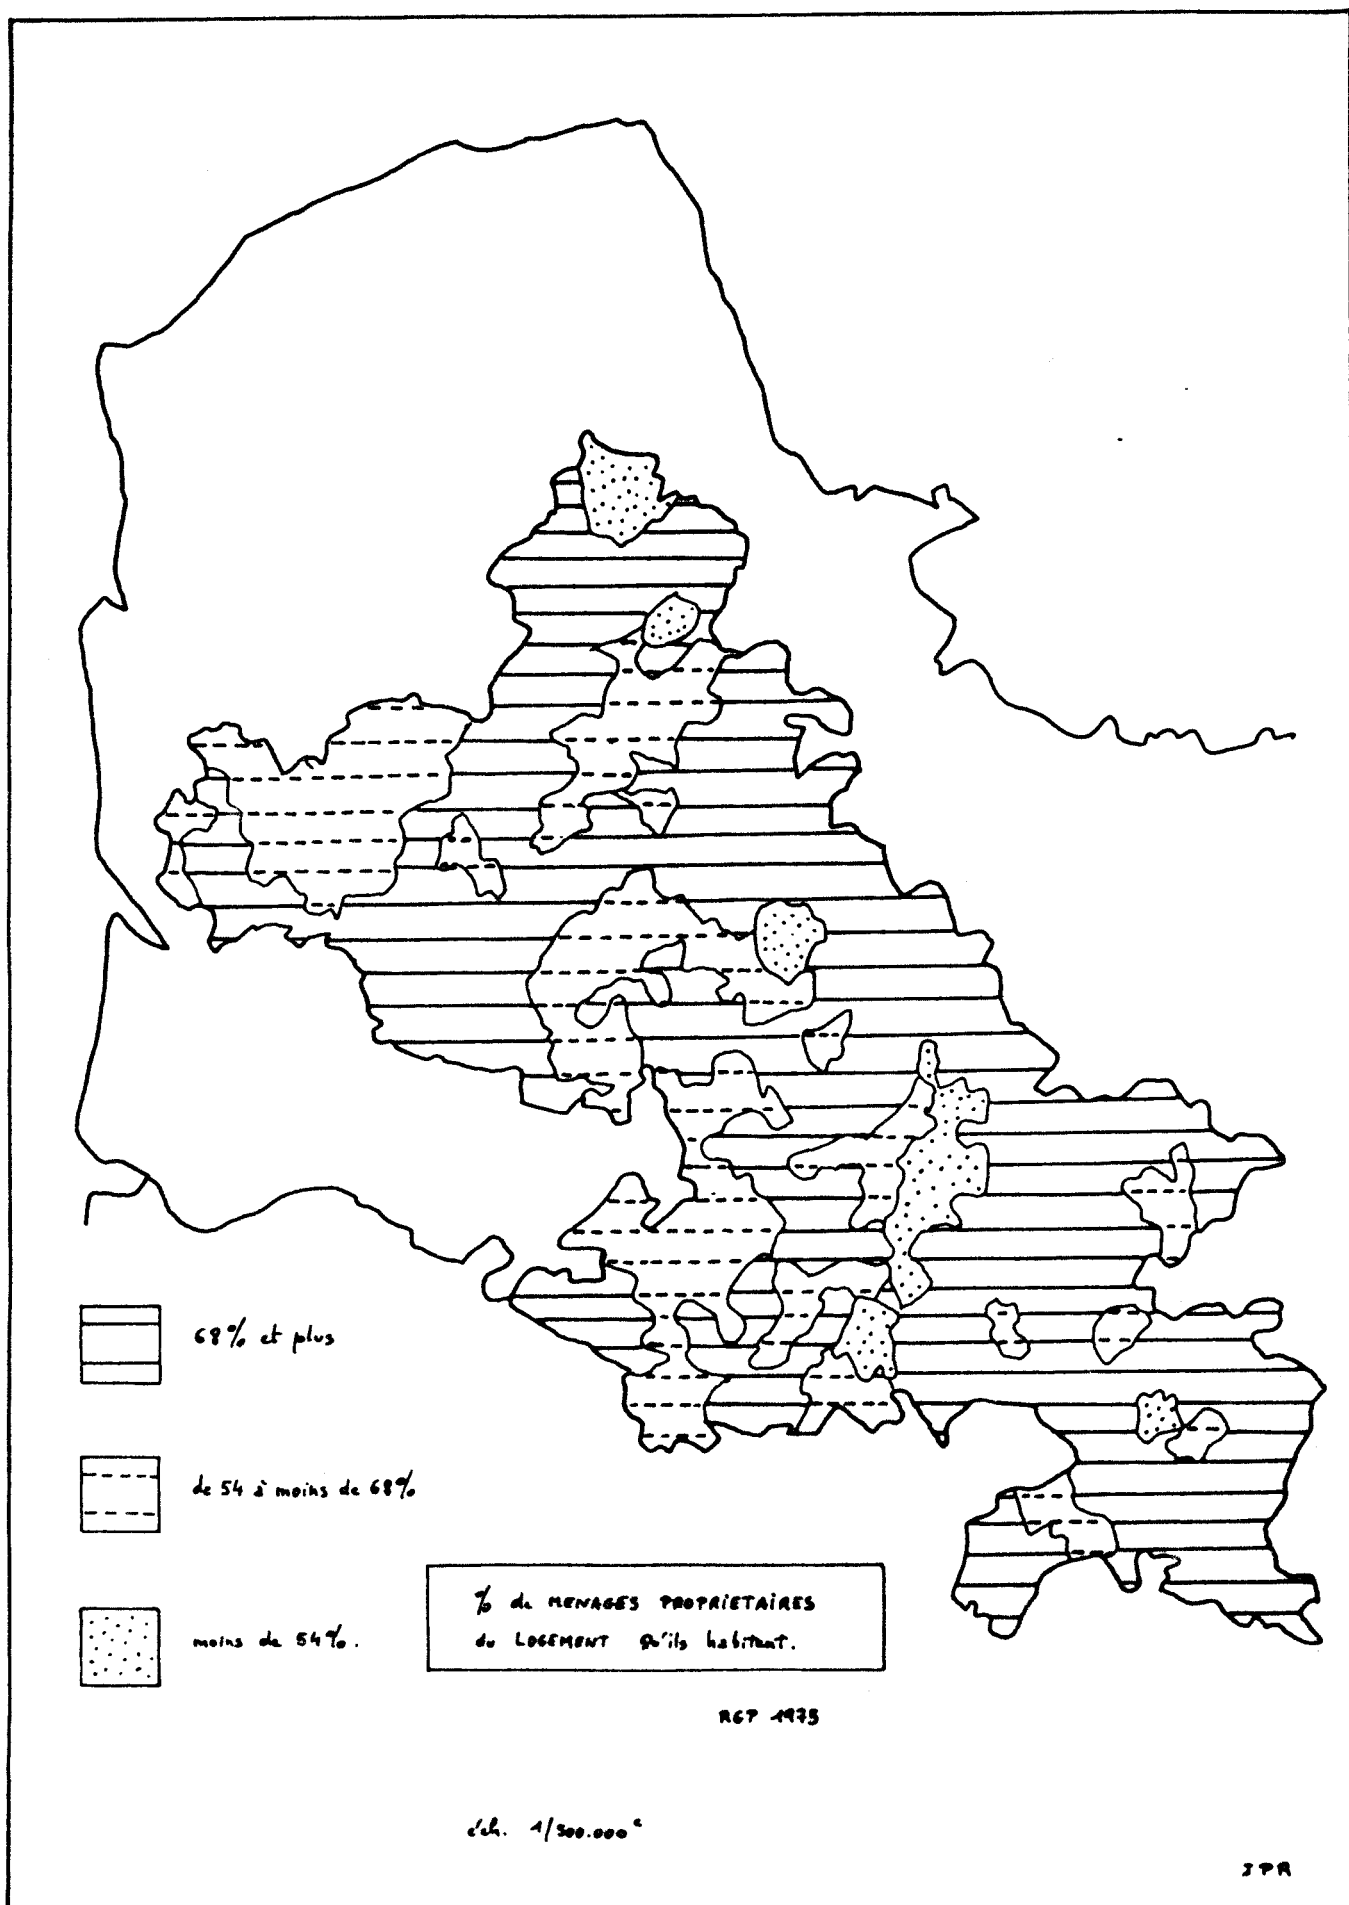 68% et plus
de 54 à moins de 68%
moins de 54%.
% de MENAGES PROPRIETAIRES
du LOGEMENT qu'ils habitent.
RGP 1975
éch. 1/500.000e
JPR